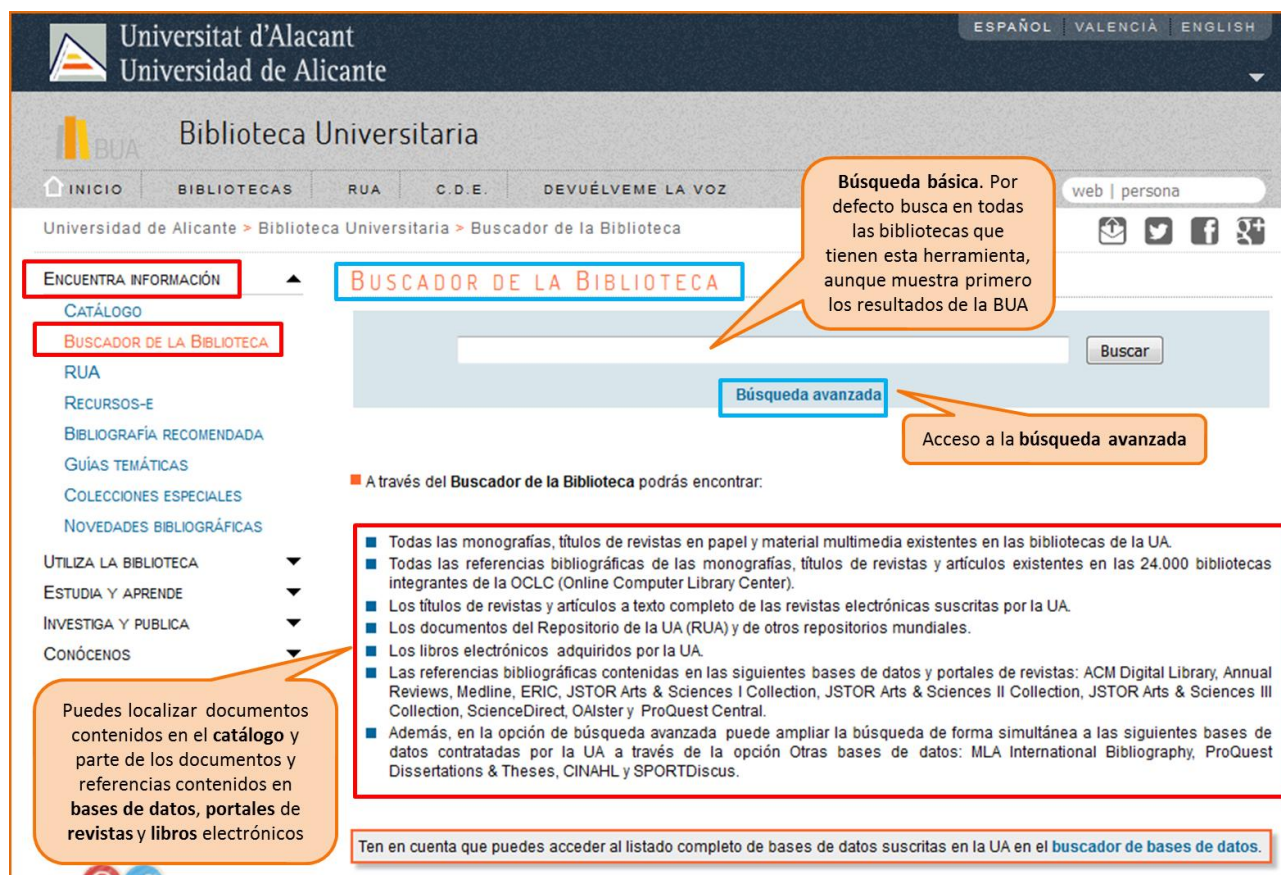 Universitat d'Alacant
Universidad de Alicante
ESPAÑOL VALENCIÀ ENGLISH
BUA
Biblioteca Universitaria
INICIO BIBLIOTECAS RUA C.D.E. DEVUÉLVEME LA VOZ
web | persona
Universidad de Alicante > Biblioteca Universitaria > Buscador de la Biblioteca
Búsqueda básica. Por
defecto busca en todas
las bibliotecas que
tienen esta herramienta,
aunque muestra primero
los resultados de la BUA
ENCUENTRA INFORMACIÓN
CATÁLOGO
BUSCADOR DE LA BIBLIOTECA
RUA
RECURSOS-E
BIBLIOGRAFÍA RECOMENDADA
GUÍAS TEMÁTICAS
COLECCIONES ESPECIALES
NOVEDADES BIBLIOGRÁFICAS
UTILIZA LA BIBLIOTECA
ESTUDIA Y APRENDE
INVESTIGA Y PUBLICA
CONÓCENOS
Puedes localizar documentos
contenidos en el catálogo y
parte de los documentos y
referencias contenidos en
bases de datos, portales de
revistas y libros electrónicos
BUSCADOR DE LA BIBLIOTECA
Buscar
Búsqueda avanzada
Acceso a la búsqueda avanzada
A través del Buscador de la Biblioteca podrás encontrar:
Todas las monografías, títulos de revistas en papel y material multimedia existentes en las bibliotecas de la UA.
Todas las referencias bibliográficas de las monografías, títulos de revistas y artículos existentes en las 24.000 bibliotecas
integrantes de la OCLC (Online Computer Library Center).
Los títulos de revistas y artículos a texto completo de las revistas electrónicas suscritas por la UA.
Los documentos del Repositorio de la UA (RUA) y de otros repositorios mundiales.
Los libros electrónicos adquiridos por la UA.
Las referencias bibliográficas contenidas en las siguientes bases de datos y portales de revistas: ACM Digital Library, Annual
Reviews, Medline, ERIC, JSTOR Arts & Sciences I Collection, JSTOR Arts & Sciences II Collection, JSTOR Arts & Sciences III
Collection, ScienceDirect, OAIster y ProQuest Central.
Además, en la opción de búsqueda avanzada puede ampliar la búsqueda de forma simultánea a las siguientes bases de
datos contratadas por la UA a través de la opción Otras bases de datos: MLA International Bibliography, ProQuest
Dissertations & Theses, CINAHL y SPORTDiscus.
Ten en cuenta que puedes acceder al listado completo de bases de datos suscritas en la UA en el buscador de bases de datos.